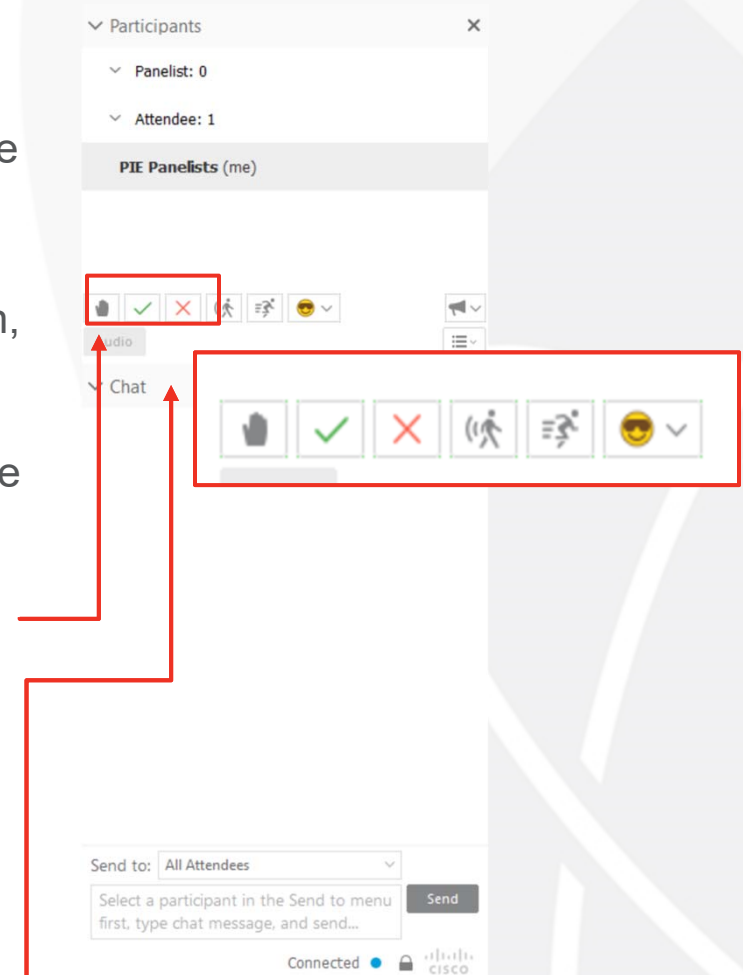 Participants
Panelist: 0
Attendee: 1
PIE Panelists (me)
Chat
Send to: All Attendees
Select a participant in the Send to menu
first, type chat message, and send...
Send
Connected
CISCO